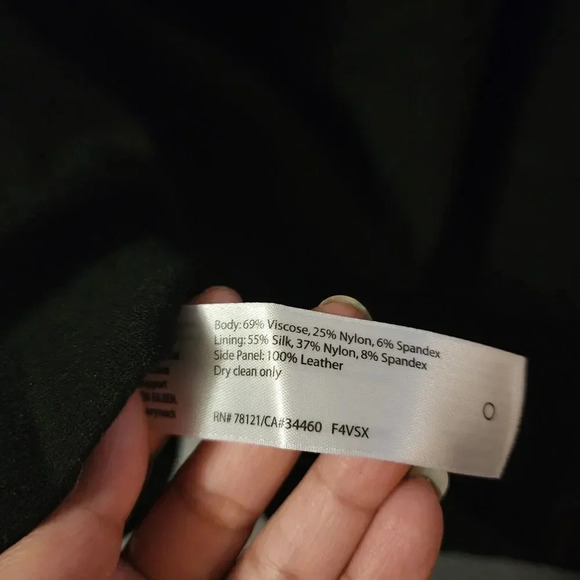 Body: 69% Viscose, 25% Nylon, 6% Spandex
Lining: 55% Silk, 37% Nylon, 8% Spandex
Side Panel: 100% Leather
Dry clean only
RN# 78121/CA#34460 F4VSX
support